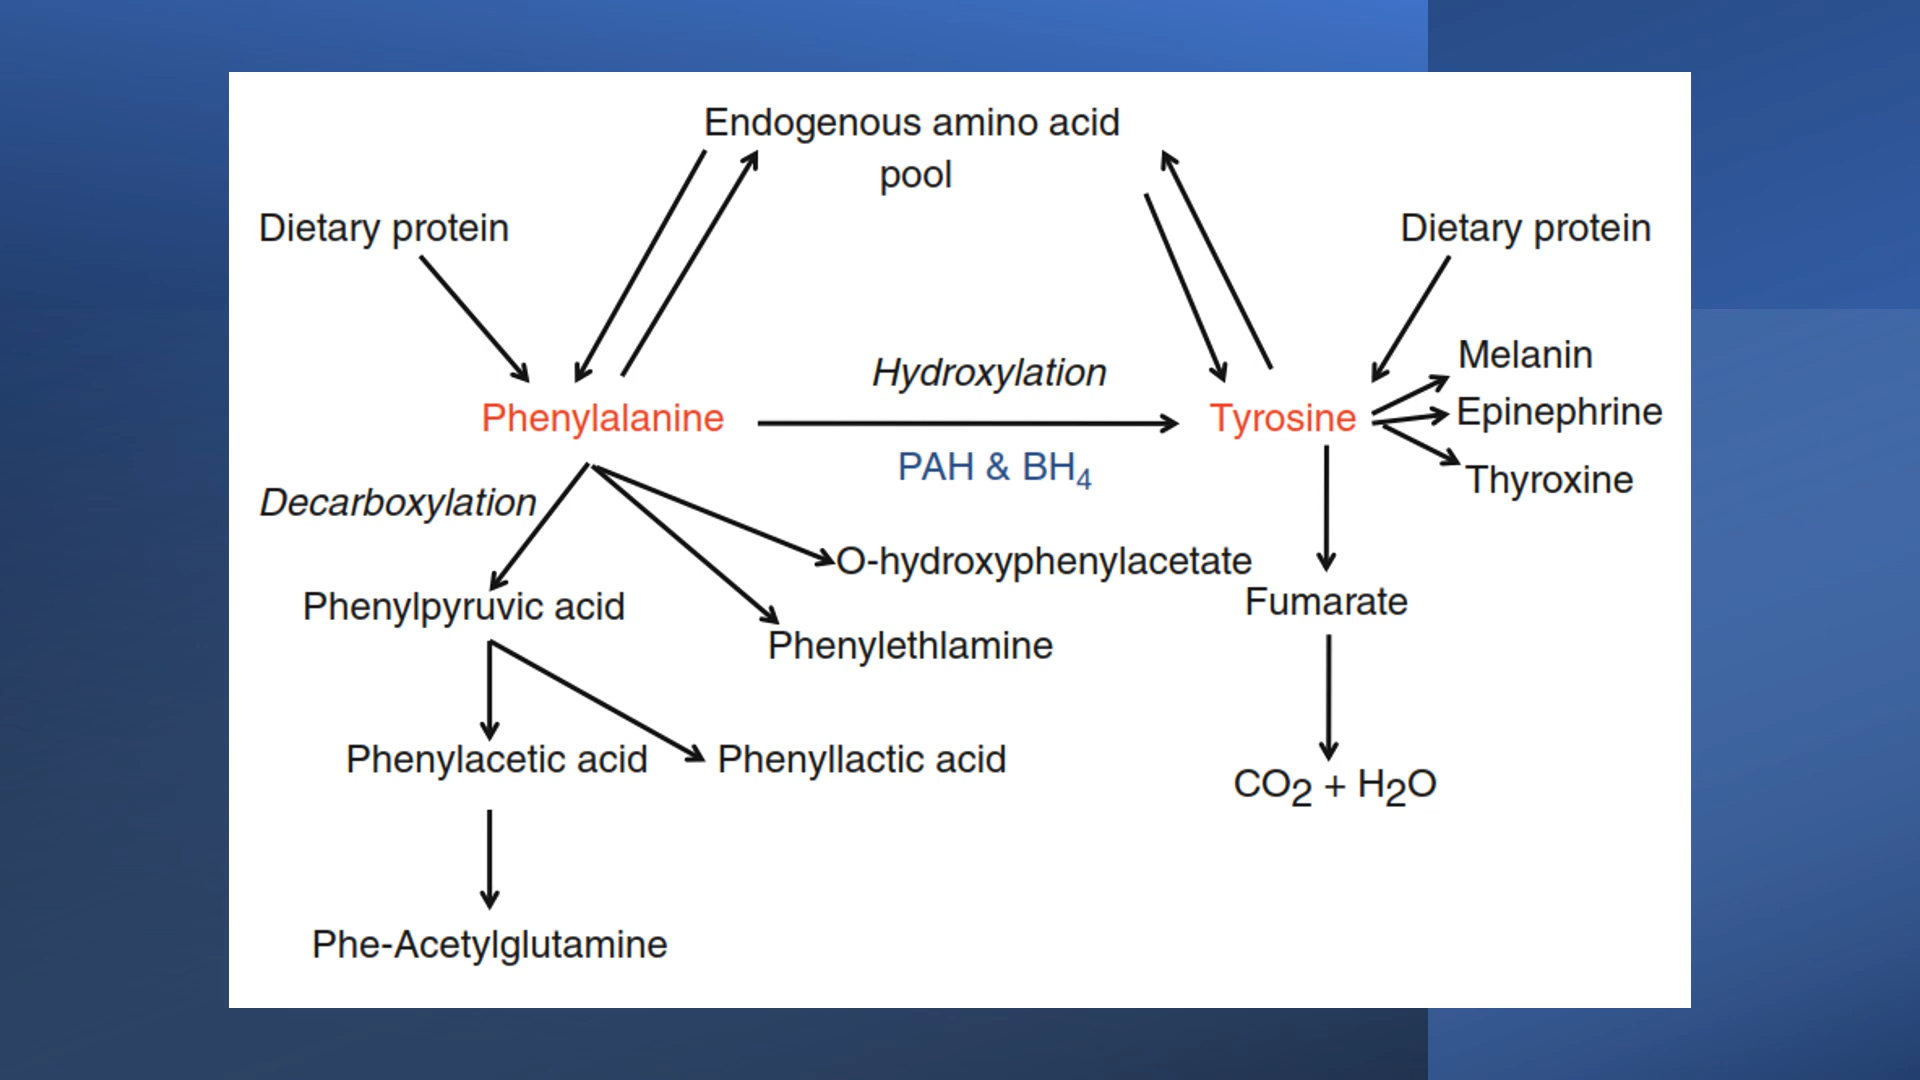 Endogenous amino acid
pool
Dietary protein
Dietary protein
Melanin
Hydroxylation
Epinephrine
Phenylalanine
Tyrosine
PAH & BH₄
Thyroxine
Decarboxylation
O-hydroxyphenylacetate
Phenylpyruvic acid
Fumarate
Phenylethlamine
Phenylacetic acid
Phenyllactic acid
CO₂ + H₂O
Phe-Acetylglutamine